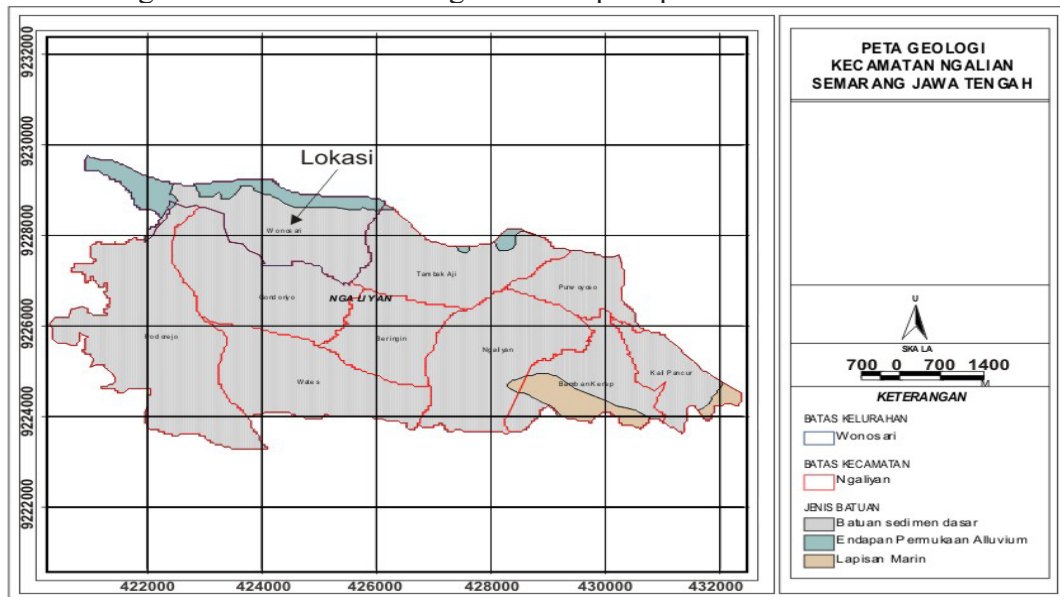 PETA GEOLOGI
KECAMATAN NGALIAN
SEMARANG JAWA TENGAH
9232000
9230000
9228000
9226000
9224000
9222000
422000 424000 426000 428000 430000 432000
Lokasi
Wonosari
Tambak Aji
Purwoyoso
Gondoriyo
NGALIYAN
Podorejo
Beringin
Ngaliyan
Kali Pancur
Wates
Bamban Kerep
U
SKALA
700 0 700 1400
M
KETERANGAN
BATAS KELURAHAN
Wonosari
BATAS KECAMATAN
Ngaliyan
JENIS BATUAN
Batuan sedimen dasar
Endapan Permukaan Alluvium
Lapisan Marin